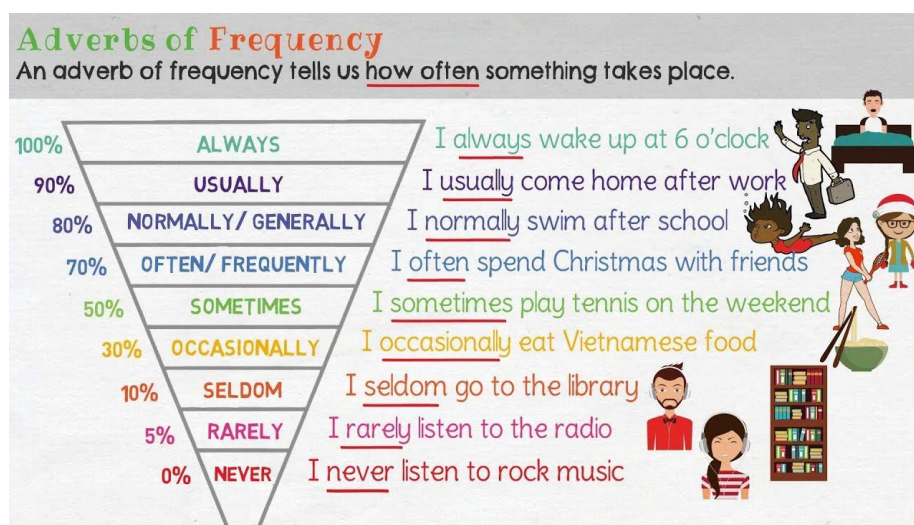 Adverbs of Frequency
An adverb of frequency tells us how often something takes place.
100% ALWAYS I always wake up at 6 o'clock
90% USUALLY I usually come home after work
80% NORMALLY/ GENERALLY I normally swim after school
70% OFTEN/ FREQUENTLY I often spend Christmas with friends
50% SOMETIMES I sometimes play tennis on the weekend
30% OCCASIONALLY I occasionally eat Vietnamese food
10% SELDOM I seldom go to the library
5% RARELY I rarely listen to the radio
0% NEVER I never listen to rock music